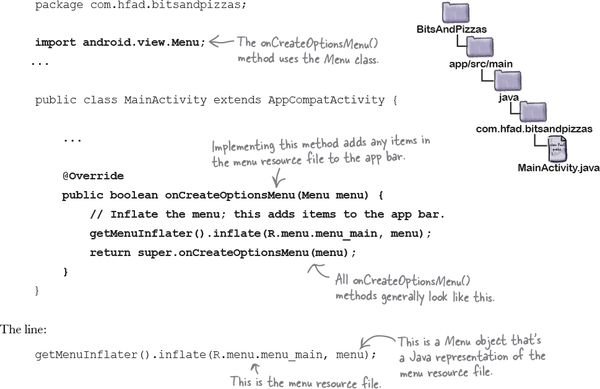 package com.hfad.bitsandpizzas;
import android.view.Menu;
The onCreateOptionsMenu()
method uses the Menu class.
...
public class MainActivity extends AppCompatActivity {
...
Implementing this method adds any items in
the menu resource file to the app bar.
@Override
public boolean onCreateOptionsMenu(Menu menu) {
// Inflate the menu; this adds items to the app bar.
getMenuInflater().inflate(R.menu.menu_main, menu);
return super.onCreateOptionsMenu(menu);
}
All onCreateOptionsMenu()
methods generally look like this.
}
BitsAndPizzas
app/src/main
java
com.hfad.bitsandpizzas
MainActivity.java
The line:
getMenuInflater().inflate(R.menu.menu_main, menu);
This is the menu resource file.
This is a Menu object that's
a Java representation of the
menu resource file.